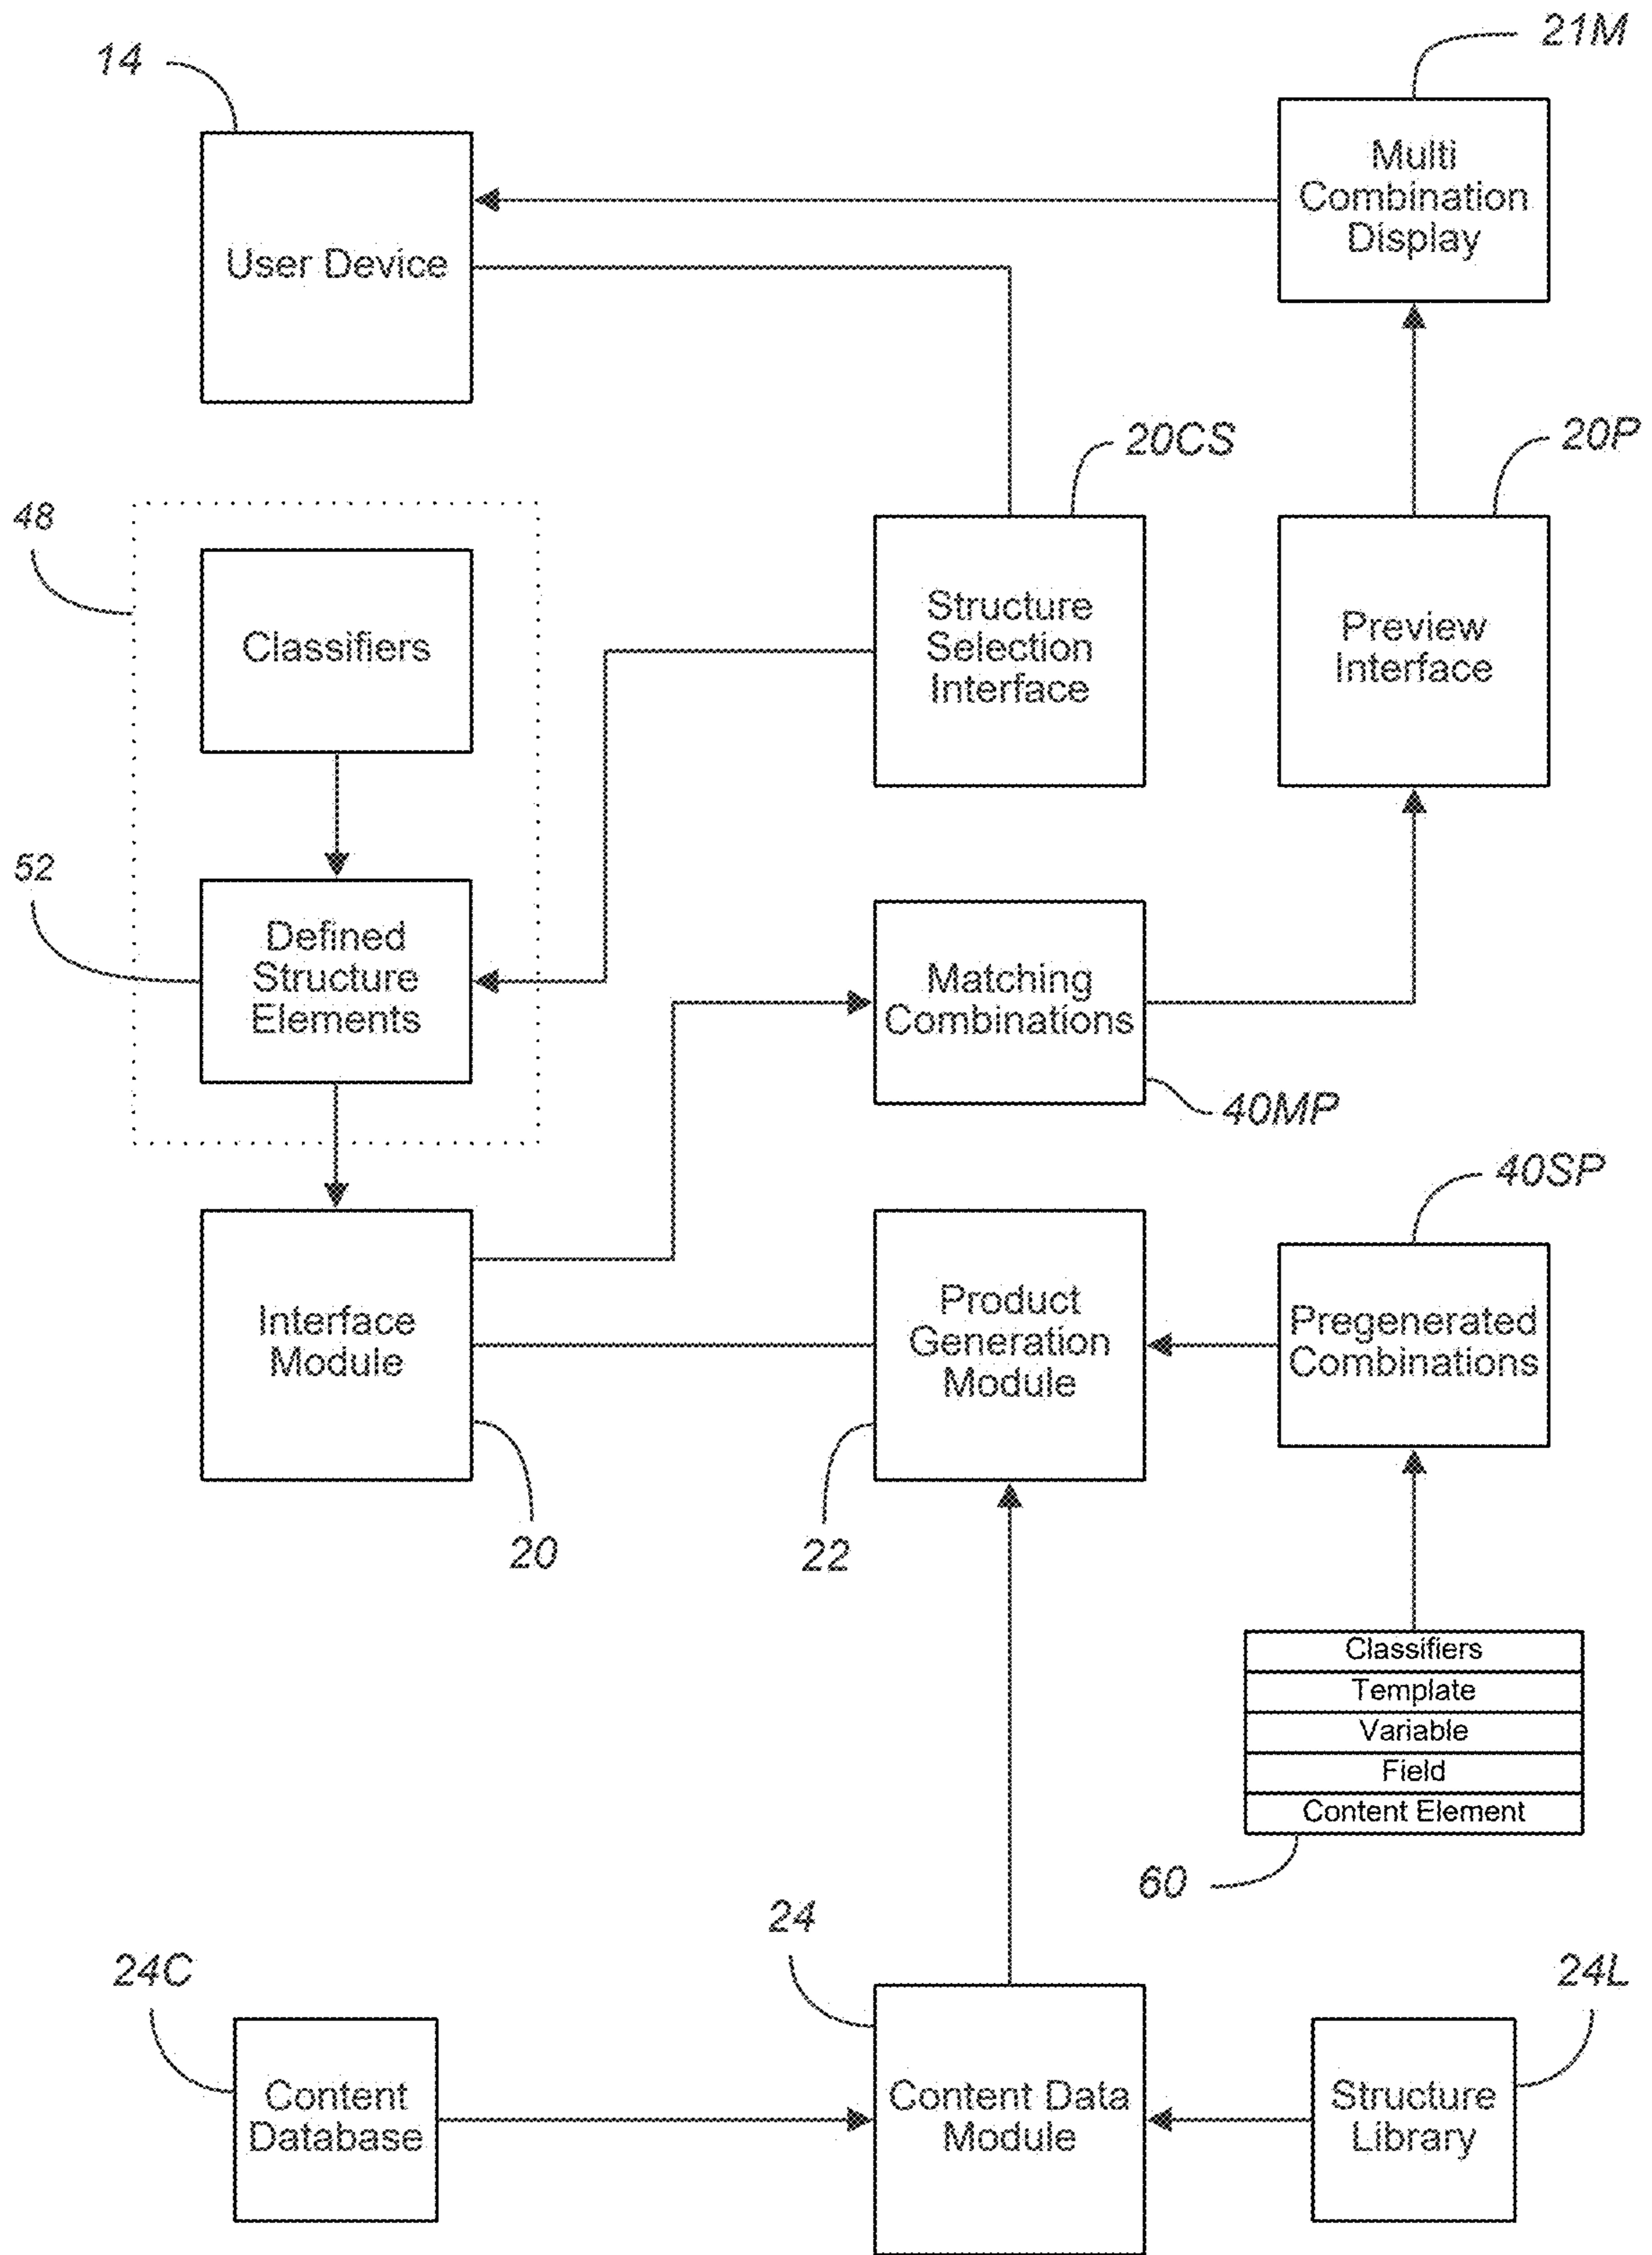 14
21M
Multi
Combination
Display
User Device
20CS
20P
48
Classifiers
Structure
Selection
Interface
Preview
Interface
52
Defined
Structure
Elements
Matching
Combinations
40MP
40SP
Interface
Module
Product
Generation
Module
Pregenerated
Combinations
20
22
Classifiers
Template
Variable
Field
Content Element
60
24
24C
24L
Content
Database
Content Data
Module
Structure
Library